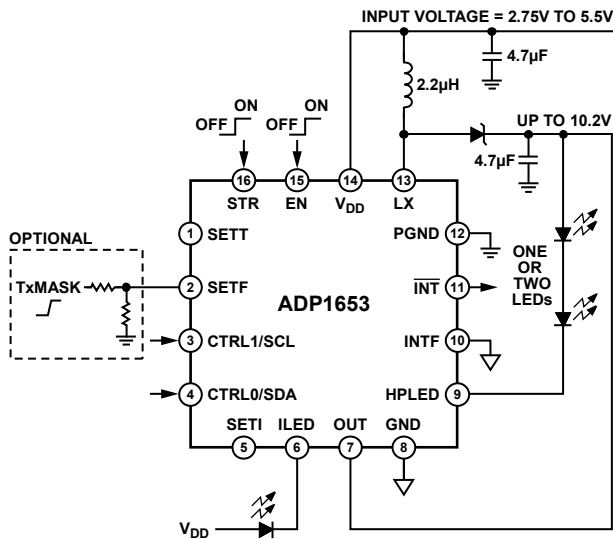 INPUT VOLTAGE = 2.75V TO 5.5V
4.7µF
2.2µH
ON
OFF
ON
OFF
UP TO 10.2V
4.7µF
16
15
14
13
STR
EN
VDD
LX
OPTIONAL
TxMASK
1
SETT
2
SETF
3
CTRL1/SCL
4
CTRL0/SDA
ADP1653
PGND
12
INT
11
INTF
10
HPLED
9
ONE
OR
TWO
LEDs
SETI
ILED
OUT
GND
5
6
7
8
VDD